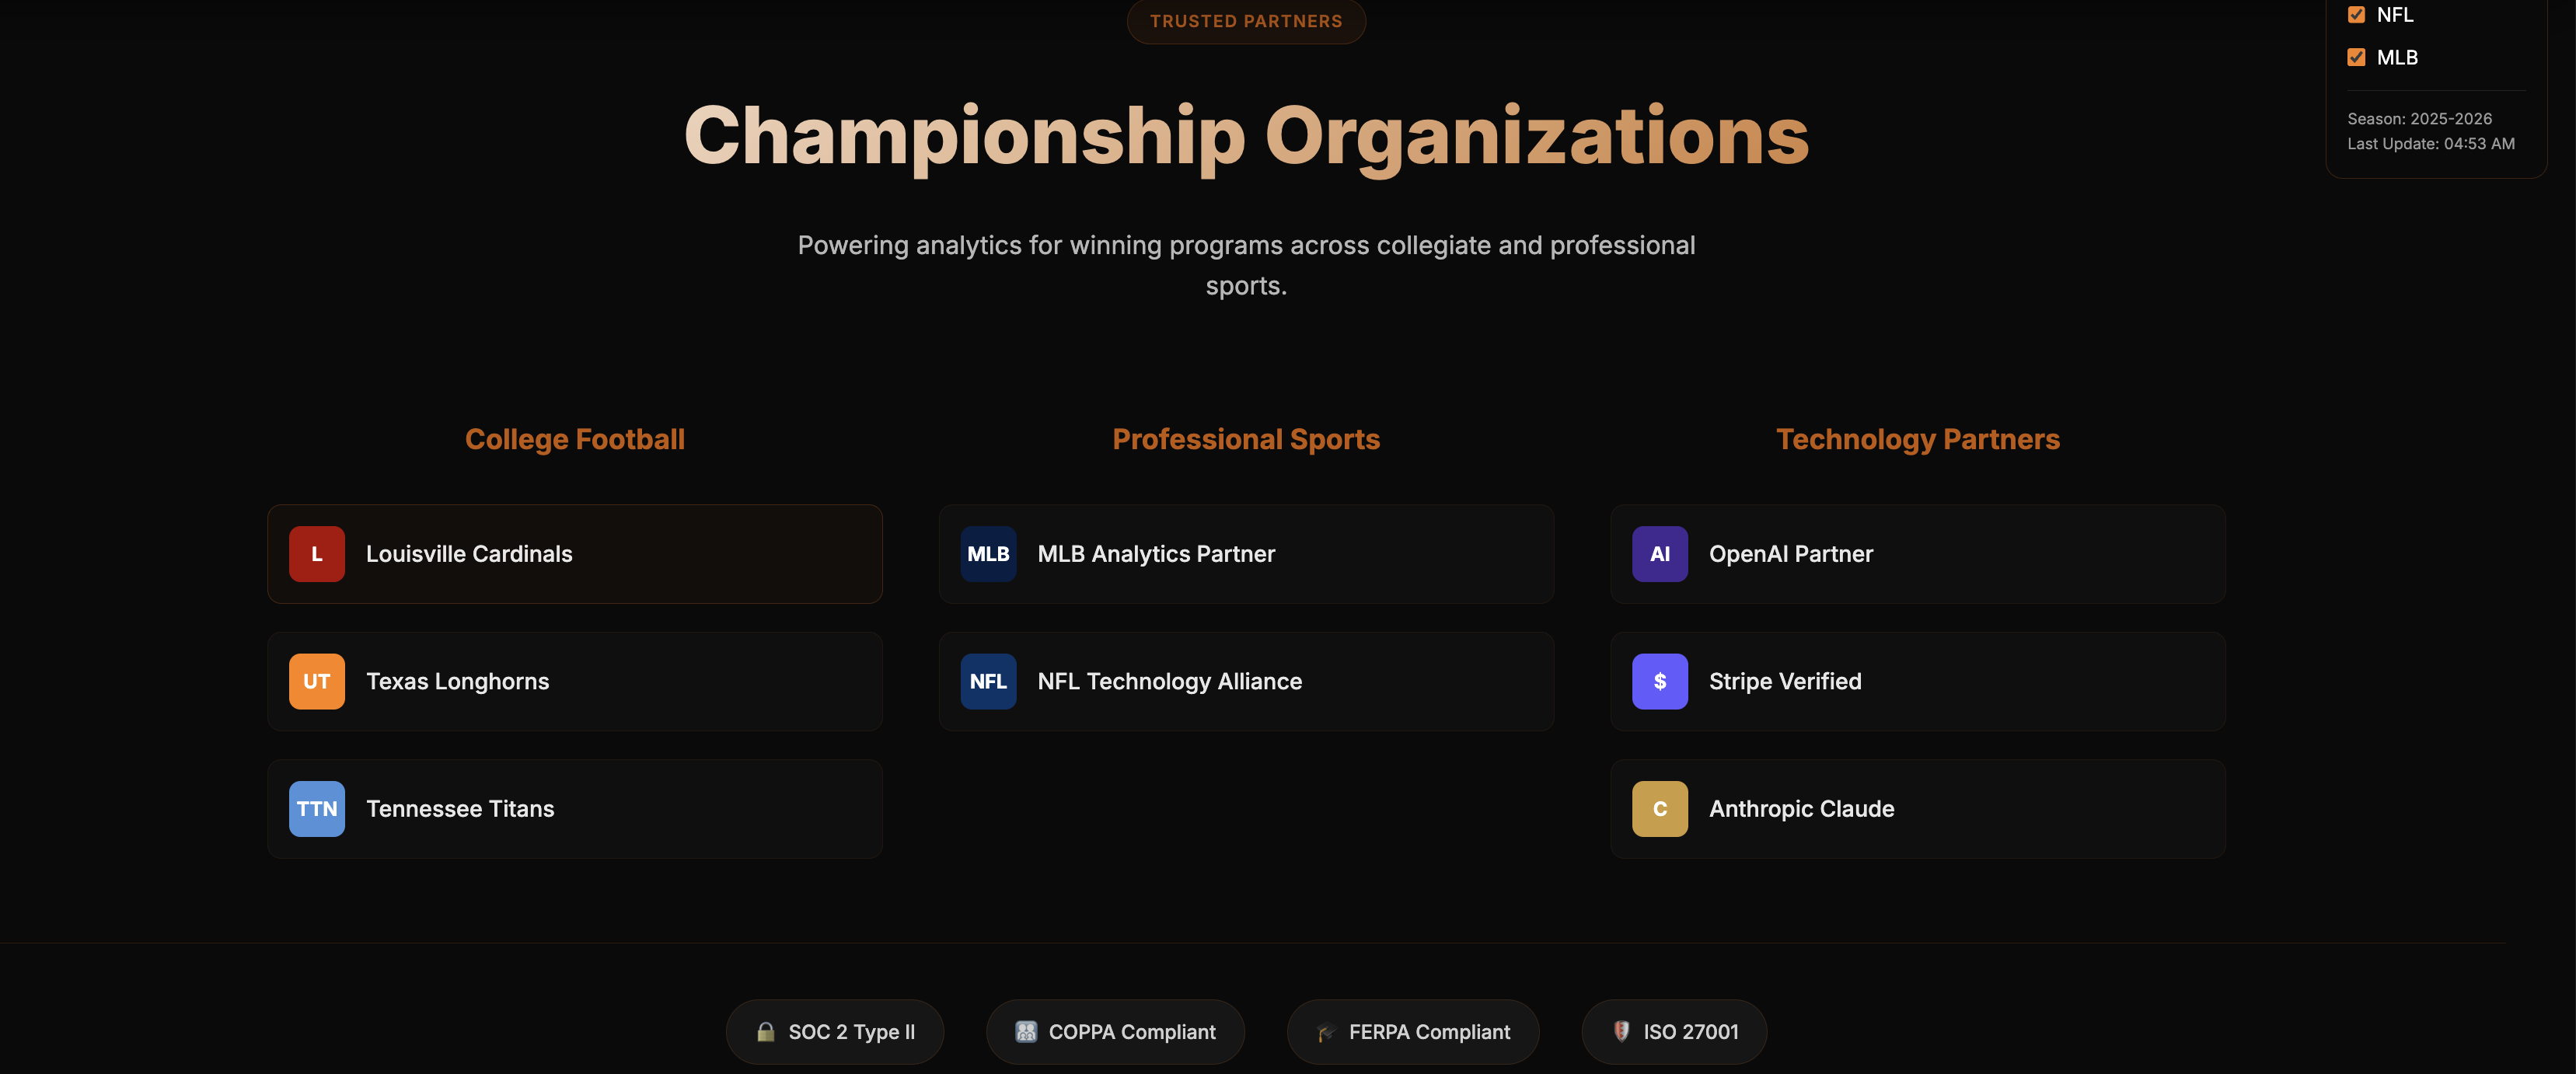 TRUSTED PARTNERS
NFL
MLB
Season: 2025-2026
Last Update: 04:53 AM
Championship Organizations
Powering analytics for winning programs across collegiate and professional
sports.
College Football
L
Louisville Cardinals
UT
Texas Longhorns
TTN
Tennessee Titans
Professional Sports
MLB
MLB Analytics Partner
NFL
NFL Technology Alliance
Technology Partners
AI
OpenAI Partner
$
Stripe Verified
C
Anthropic Claude
SOC 2 Type II
COPPA Compliant
FERPA Compliant
ISO 27001